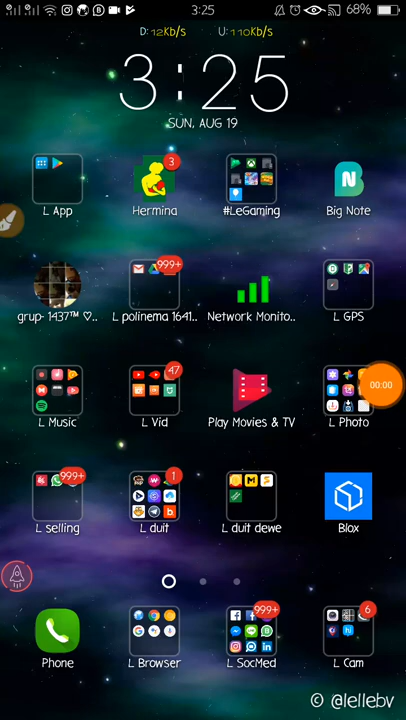 3:25
68%
D: 12Kb/s
U: 110Kb/s
3:25
SUN, AUG 19
3
L App
Hermina
#LeGaming
N
Big Note
999+
grup- 1437™ ♡..
L polinema 1641..
Network Monito..
L GPS
47
00:00
L Music
L Vid
Play Movies & TV
L Photo
999+
1
L selling
L duit
L duit dewe
Blox
999+
6
Phone
L Browser
L SocMed
L Cam
© @lellebv